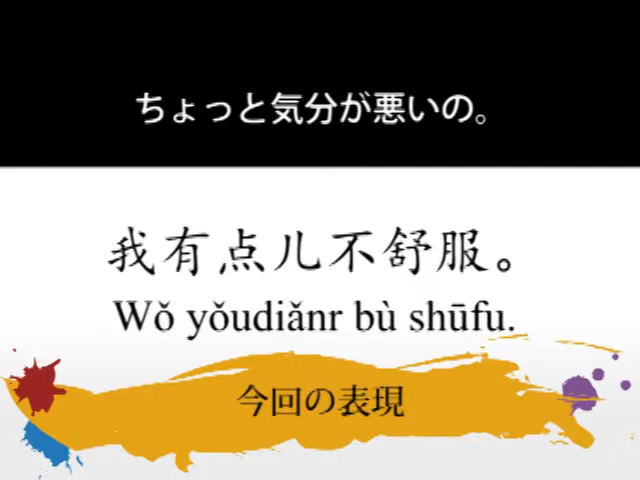 ちょっと気分が悪いの。
我有点儿不舒服。
Wǒ yǒudiǎnr bù shūfu.
今回の表現